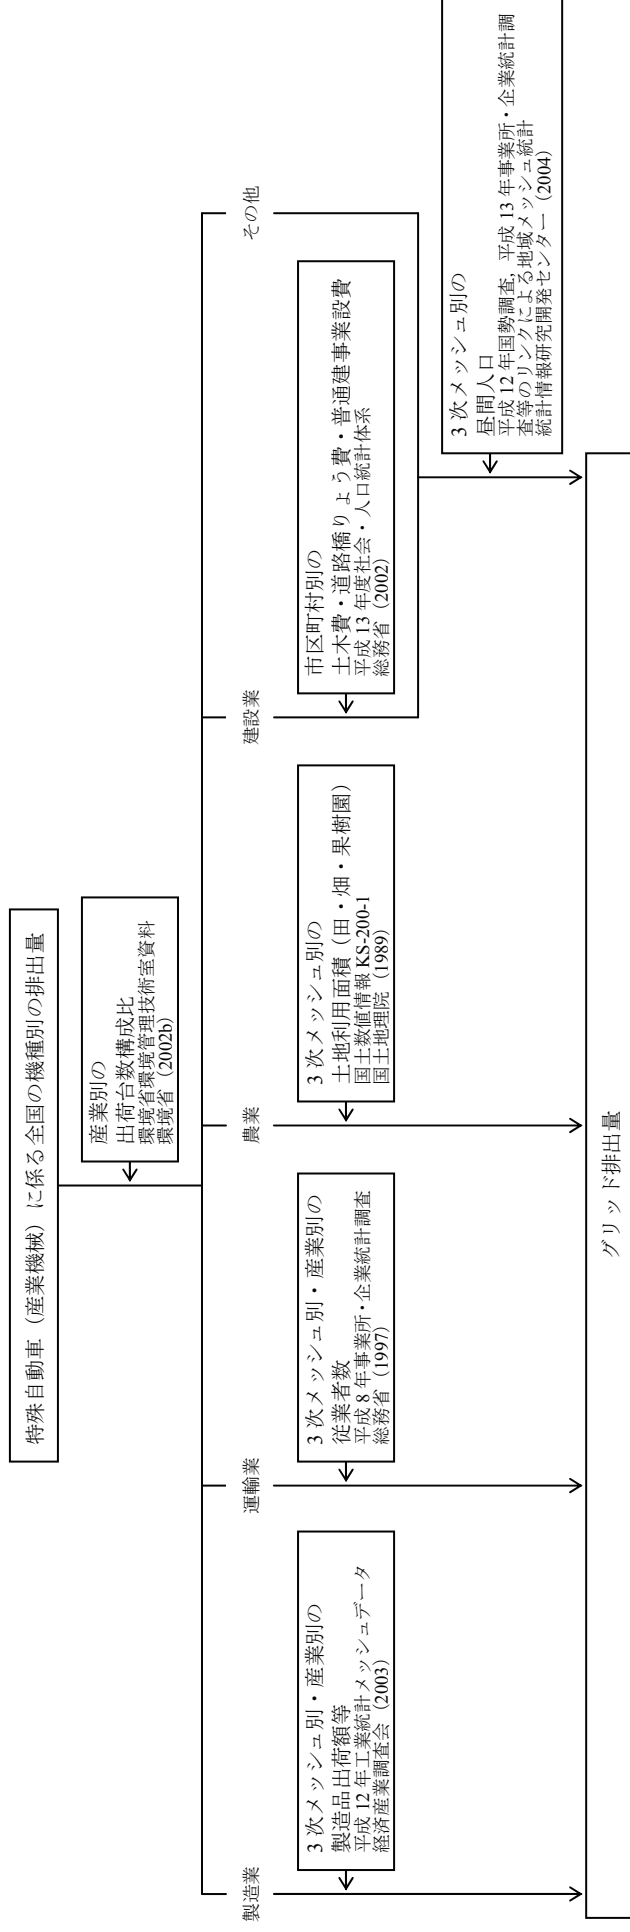 特殊自動車（産業機械）に係る全国の機種別の排出量
産業別の
出荷台数構成比
環境省環境管理技術室資料
環境省（2002b）
製造業
運輸業
農業
建設業
その他
3次メッシュ別・産業別の
製造品出荷額等
平成12年工業統計メッシュデータ
経済産業調査会（2003）
3次メッシュ別・産業別の
従業者数
平成8年事業所・企業統計調査
総務省（1997）
3次メッシュ別の
土地利用面積（田・畑・果樹園）
国土数値情報KS-200-1
国土地理院（1989）
市区町村別の
土木費・道路橋りょう費・普通建事業設費
平成13年度社会・人口統計体系
総務省（2002）
3次メッシュ別の
昼間人口
平成12年国勢調査，平成13年事業所・企業統計調
査等のリンクによる地域メッシュ統計
統計情報研究開発センター（2004）
グリッド排出量